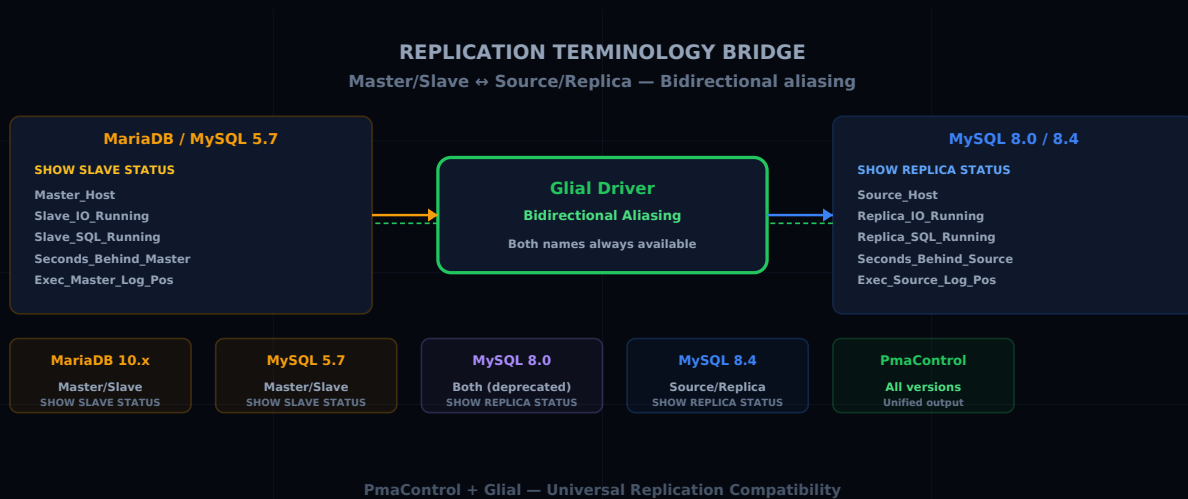 REPLICATION TERMINOLOGY BRIDGE
Master/Slave ↔ Source/Replica — Bidirectional aliasing
MariaDB / MySQL 5.7
SHOW SLAVE STATUS
Master_Host
Slave_IO_Running
Slave_SQL_Running
Seconds_Behind_Master
Exec_Master_Log_Pos
Glial Driver
Bidirectional Aliasing
Both names always available
MySQL 8.0 / 8.4
SHOW REPLICA STATUS
Source_Host
Replica_IO_Running
Replica_SQL_Running
Seconds_Behind_Source
Exec_Source_Log_Pos
MariaDB 10.x
Master/Slave
SHOW SLAVE STATUS
MySQL 5.7
Master/Slave
SHOW SLAVE STATUS
MySQL 8.0
Both (deprecated)
SHOW REPLICA STATUS
MySQL 8.4
Source/Replica
SHOW REPLICA STATUS
PmaControl
All versions
Unified output
PmaControl + Glial — Universal Replication Compatibility